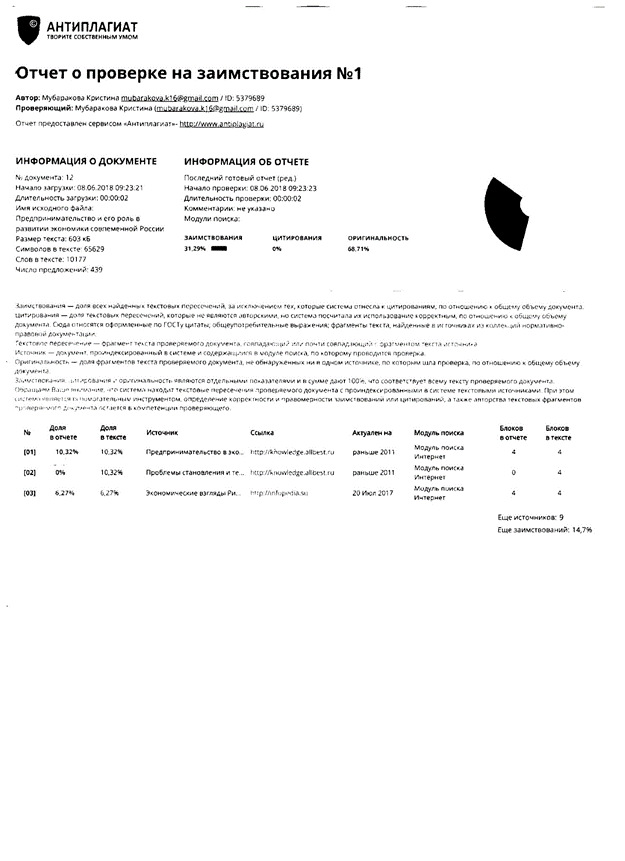 АНТИПЛАГИАТ
ТВОРИТЕ СОБСТВЕННЫМ УМОМ
Отчет о проверке на заимствования №1
Автор: Мубаракова Кристина mubarakova.k16@gmail.com / ID: 5379689
Проверяющий: Мубаракова Кристина (mubarakova.k16@gmail.com / ID: 5379689)
Отчет предоставлен сервисом «Антиплагиат»- http://www.antiplagiat.ru
ИНФОРМАЦИЯ О ДОКУМЕНТЕ
№ документа: 12
Начало загрузки: 08.06.2018 09:23:21
Длительность загрузки: 00:00:02
Имя исходного файла:
Предпринимательство и его роль в
развитии экономики современной России
Размер текста: 603 кБ
Символов в тексте: 65629
Слов в тексте: 10177
Число предложений: 439
ИНФОРМАЦИЯ ОБ ОТЧЕТЕ
Последний готовый отчет (ред.)
Начало проверки: 08.06.2018 09:23:23
Длительность проверки: 00:00:02
Комментарии: не указано
Модули поиска:
ЗАИМСТВОВАНИЯ ЦИТИРОВАНИЯ ОРИГИНАЛЬНОСТЬ
31,29% 0% 68,71%
Заимствования — доля всех найденных текстовых пересечений, за исключением тех, которые система отнесла к цитированиям, по отношению к общему объему документа.
Цитирования — доля текстовых пересечений, которые не являются авторскими, но система посчитала их использование корректным, по отношению к общему объему
документа. Сюда относятся оформленные по ГОСТу цитаты; общеупотребительные выражения; фрагменты текста, найденные в источниках из коллекций нормативно-
правовой документации.
Текстовое пересечение — фрагмент текста проверяемого документа, совпадающий или почти совпадающий с фрагментом текста источника.
Источник — документ, проиндексированный в системе и содержащийся в модуле поиска, по которому проводится проверка.
Оригинальность — доля фрагментов текста проверяемого документа, не обнаруженных ни в одном источнике, по которым шла проверка, по отношению к общему объему
документа.
Заимствования, цитирования и оригинальность являются отдельными показателями и в сумме дают 100%, что соответствует всему тексту проверяемого документа.
Обращаем Ваше внимание, что система находит текстовые пересечения проверяемого документа с проиндексированными в системе текстовыми источниками. При этом
система является вспомогательным инструментом, определение корректности и правомерности заимствований или цитирований, а также авторства текстовых фрагментов
проверяемого документа остается в компетенции проверяющего.
№ Доля в отчете Доля в тексте Источник Ссылка Актуален на Модуль поиска Блоков в отчете Блоков в тексте
[01] 10,32% 10,32% Предпринимательство в эко... http://knowledge.allbest.ru раньше 2011 Модуль поиска Интернет 4 4
[02] 0% 10,32% Проблемы становления и те... http://knowledge.allbest.ru раньше 2011 Модуль поиска Интернет 0 4
[03] 6,27% 6,27% Экономические взгляды Ри... http://infopedia.su 20 Июл 2017 Модуль поиска Интернет 4 4
Еще источников: 9
Еще заимствований: 14,7%